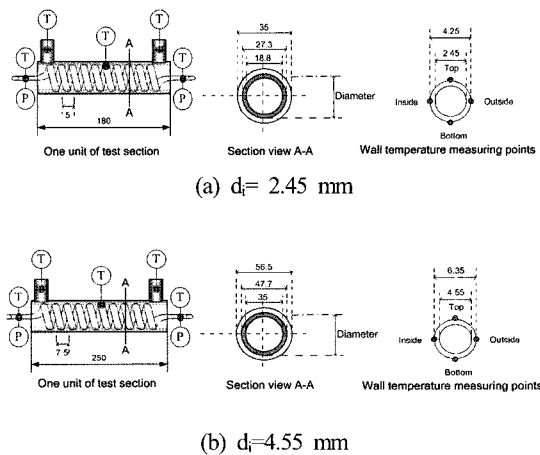 T T T
A
35
27.3
18.8
4.25
2.45
Top
Diameter
Inside Outside
P P
5
A
Bottom
180
One unit of test section
Section view A-A
Wall temperature measuring points
(a) dᵢ= 2.45 mm
T T T
A
56.5
47.7
35
6.35
4.55
Top
T T
Diameter
Inside Outside
P P
7.5
A
Bottom
250
One unit of test section
Section view A-A
Wall temperature measuring points
(b) dᵢ=4.55 mm